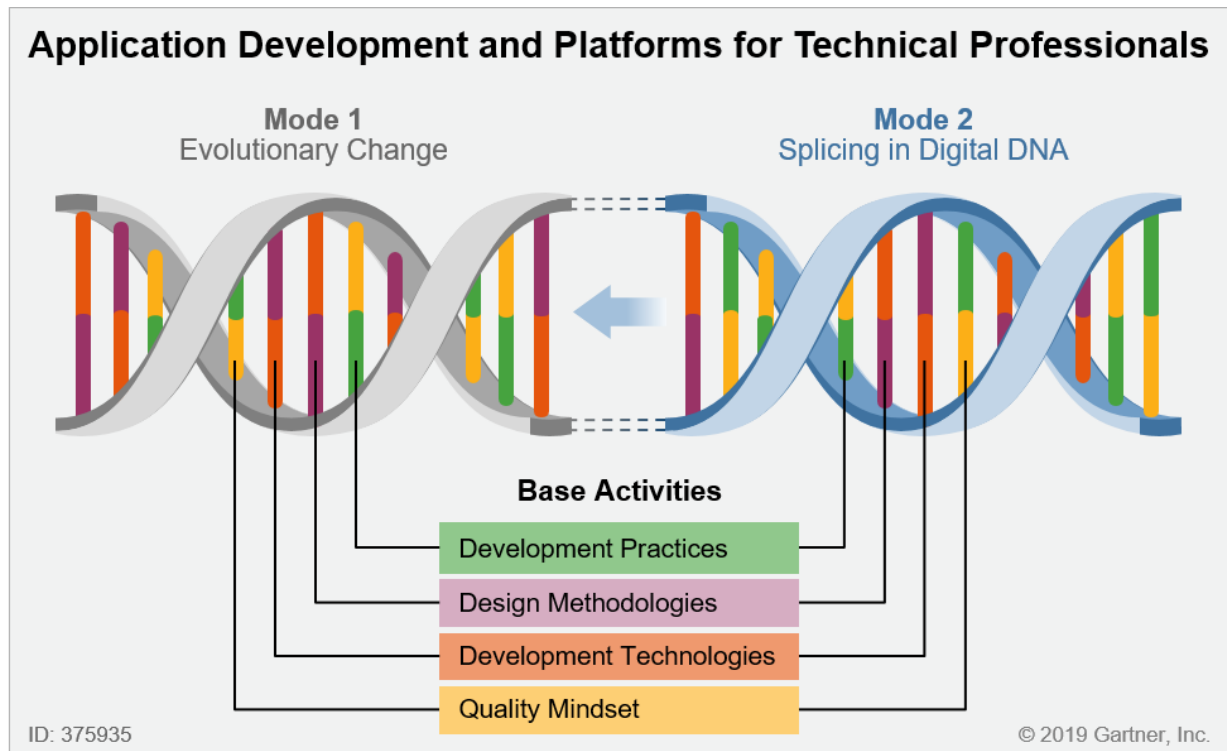 Application Development and Platforms for Technical Professionals
Mode 1
Evolutionary Change
Mode 2
Splicing in Digital DNA
Base Activities
Development Practices
Design Methodologies
Development Technologies
Quality Mindset
ID: 375935
© 2019 Gartner, Inc.